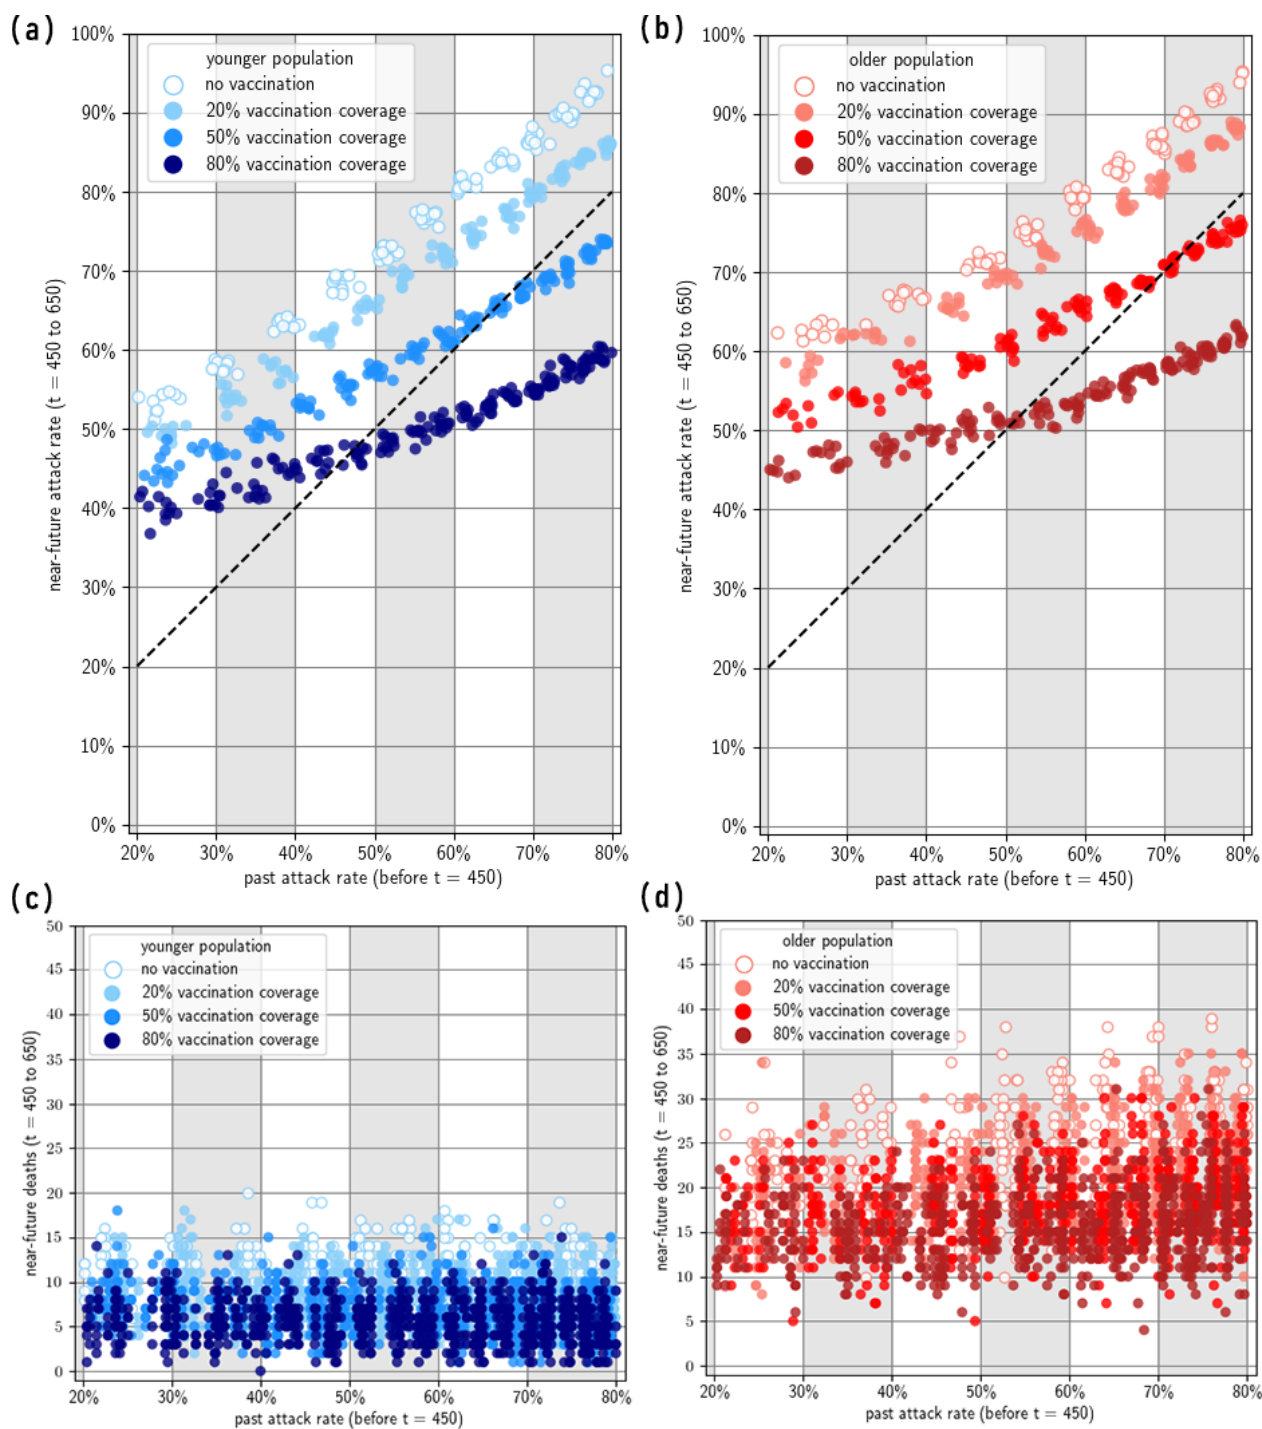 (a)
100%
90%
80%
70%
60%
50%
40%
30%
20%
10%
0%
near-future attack rate (t = 450 to 650)
younger population
no vaccination
20% vaccination coverage
50% vaccination coverage
80% vaccination coverage
20% 30% 40% 50% 60% 70% 80%
past attack rate (before t = 450)
(b)
100%
90%
80%
70%
60%
50%
40%
30%
20%
10%
0%
near-future attack rate (t = 450 to 650)
older population
no vaccination
20% vaccination coverage
50% vaccination coverage
80% vaccination coverage
20% 30% 40% 50% 60% 70% 80%
past attack rate (before t = 450)
(c)
50
45
40
35
30
25
20
15
10
5
0
near-future deaths (t = 450 to 650)
younger population
no vaccination
20% vaccination coverage
50% vaccination coverage
80% vaccination coverage
20% 30% 40% 50% 60% 70% 80%
past attack rate (before t = 450)
(d)
50
45
40
35
30
25
20
15
10
5
0
near-future deaths (t = 450 to 650)
older population
no vaccination
20% vaccination coverage
50% vaccination coverage
80% vaccination coverage
20% 30% 40% 50% 60% 70% 80%
past attack rate (before t = 450)